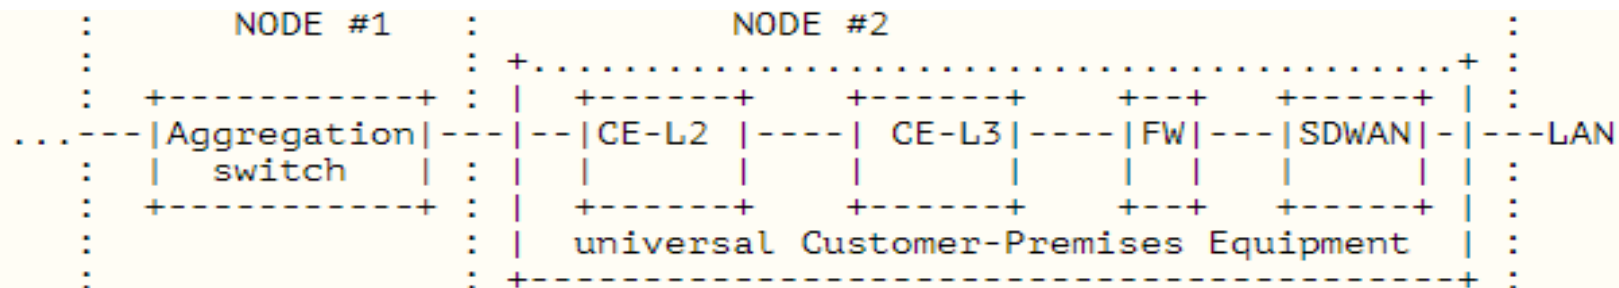 :       NODE #1    :           NODE #2                           :
:                  : +.........................................+ :
:  +-----------+ : |  +------+    +------+    +--+   +-----+ | :
...---|Aggregation|---|--|CE-L2 |----| CE-L3|----|FW|---|SDWAN|-|---LAN
:  |  switch   | : |  |      |    |      |    |  |   |     | | :
:  +-----------+ : |  +------+    +------+    +--+   +-----+ | :
:                  : |  universal Customer-Premises Equipment  | :
:                  : +-----------------------------------------+ :